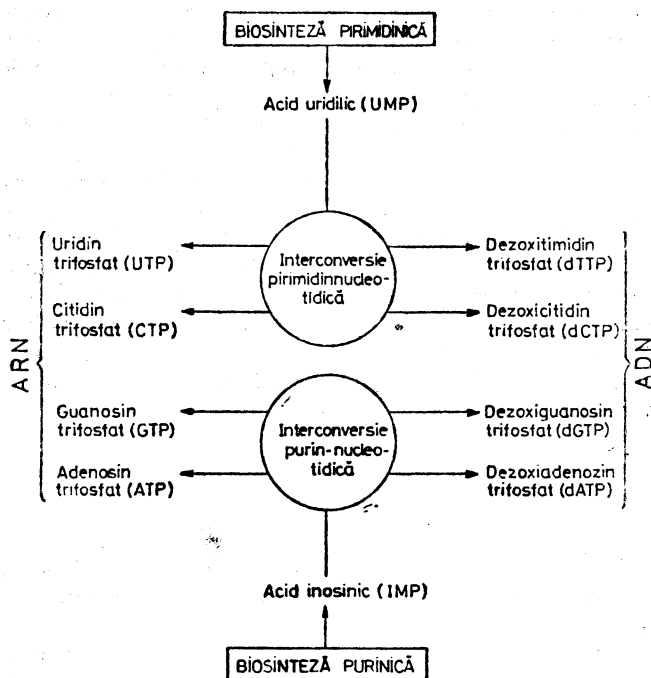 BIOSINTEZĂ PIRIMIDINICĂ
Acid uridilic (UMP)
Uridin
trifosfat (UTP)
Citidin
trifosfat (CTP)
Interconversie
pirimidinnucleo-
tidică
Dezoxitimidin
trifosfat (dTTP)
Dezoxicitidin
trifosfat (dCTP)
ARN
ADN
Guanosin
trifosfat (GTP)
Adenosin
trifosfat (ATP)
Interconversie
purin-nucleo-
tidică
Dezoxiguanosin
trifosfat (dGTP)
Dezoxiadenozin
trifosfat (dATP)
Acid inosinic (IMP)
BIOSINTEZĂ PURINICĂ